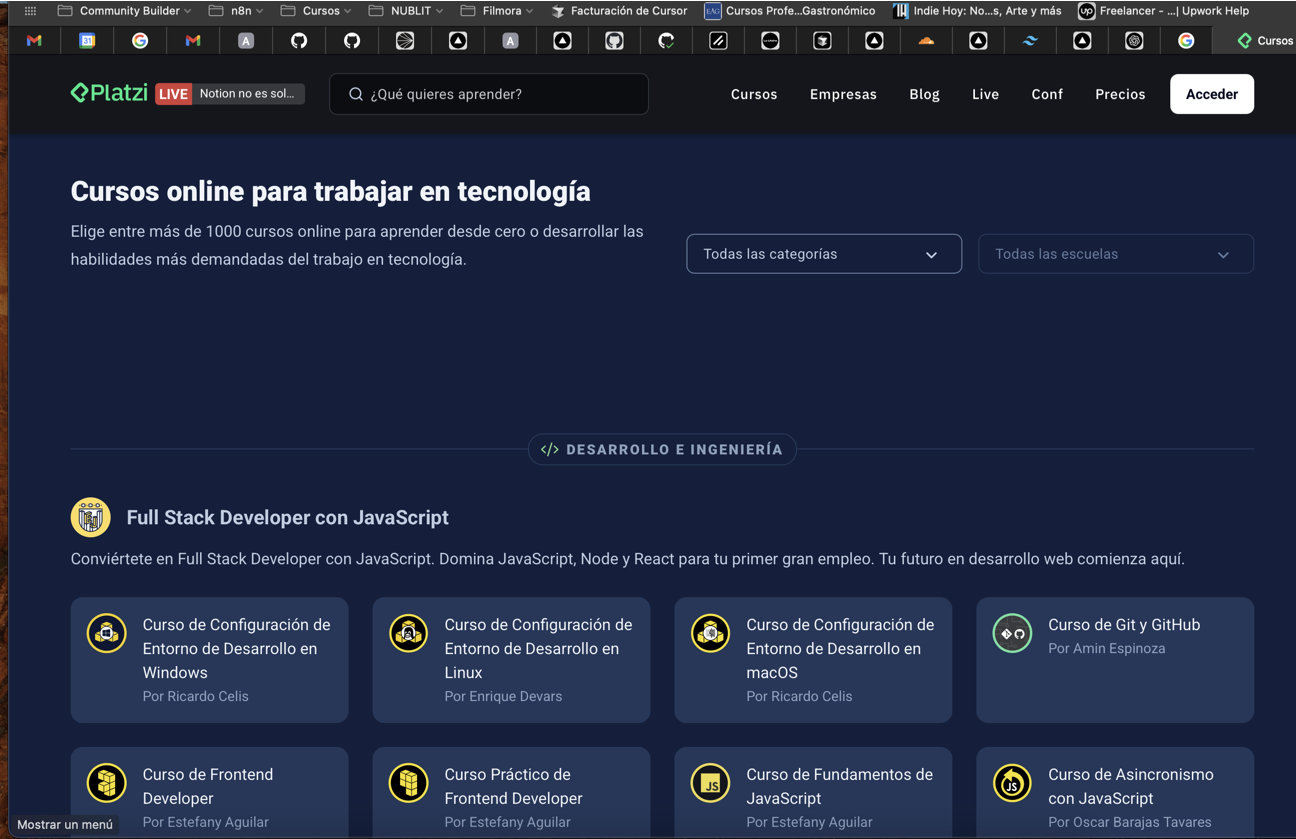 Community Builder
n8n
Cursos
NUBLIT
Filmora
Facturación de Cursor
EAG
Cursos Profe...Gastronómico
Indie Hoy: No...s, Arte y más
up
Freelancer - ...| Upwork Help
31
A
A
Cursos
Platzi
LIVE
Notion no es sol...
¿Qué quieres aprender?
Cursos
Empresas
Blog
Live
Conf
Precios
Acceder
Cursos online para trabajar en tecnología
Elige entre más de 1000 cursos online para aprender desde cero o desarrollar las
habilidades más demandadas del trabajo en tecnología.
Todas las categorías
Todas las escuelas
</> DESARROLLO E INGENIERÍA
Full Stack Developer con JavaScript
Conviértete en Full Stack Developer con JavaScript. Domina JavaScript, Node y React para tu primer gran empleo. Tu futuro en desarrollo web comienza aquí.
Curso de Configuración de
Entorno de Desarrollo en
Windows
Por Ricardo Celis
Curso de Configuración de
Entorno de Desarrollo en
Linux
Por Enrique Devars
Curso de Configuración de
Entorno de Desarrollo en
macOS
Por Ricardo Celis
Curso de Git y GitHub
Por Amin Espinoza
Curso de Frontend
Developer
Por Estefany Aguilar
Curso Práctico de
Frontend Developer
Por Estefany Aguilar
JS
Curso de Fundamentos de
JavaScript
Por Estefany Aguilar
JS
Curso de Asincronismo
con JavaScript
Por Oscar Barajas Tavares
Mostrar un menú